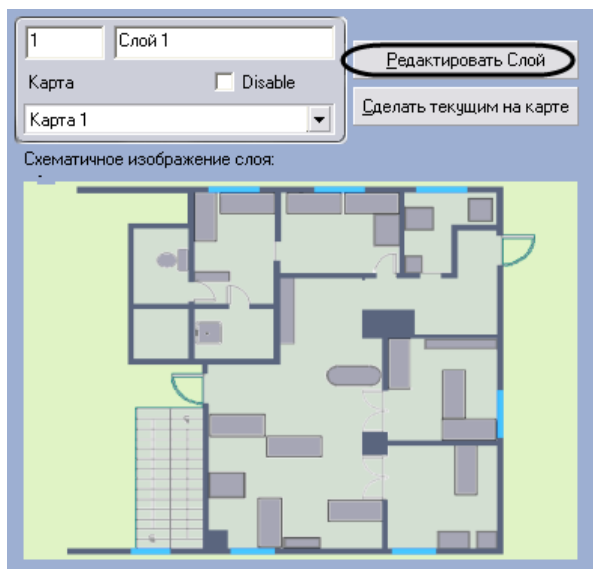 1 Слой 1
Редактировать Слой
Карта Disable
Сделать текущим на карте
Карта 1
Схематичное изображение слоя: